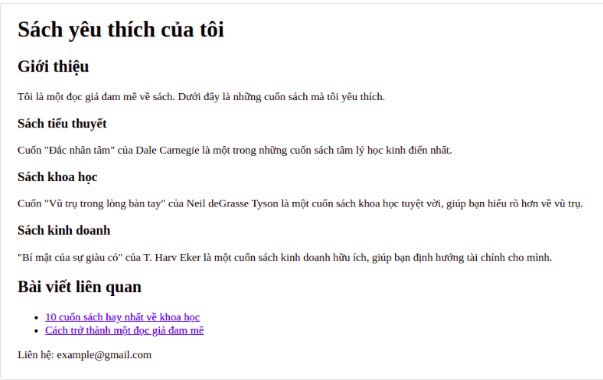 Sách yêu thích của tôi
Giới thiệu
Tôi là một đọc giả đam mê về sách. Dưới đây là những cuốn sách mà tôi yêu thích.
Sách tiểu thuyết
Cuốn "Đắc nhân tâm" của Dale Carnegie là một trong những cuốn sách tâm lý học kinh điển nhất.
Sách khoa học
Cuốn "Vũ trụ trong lòng bàn tay" của Neil deGrasse Tyson là một cuốn sách khoa học tuyệt vời, giúp bạn hiểu rõ hơn về vũ trụ.
Sách kinh doanh
"Bí mật của sự giàu có" của T. Harv Eker là một cuốn sách kinh doanh hữu ích, giúp bạn định hướng tài chính cho mình.
Bài viết liên quan
10 cuốn sách hay nhất về khoa học
Cách trở thành một đọc giả đam mê
Liên hệ: example@gmail.com